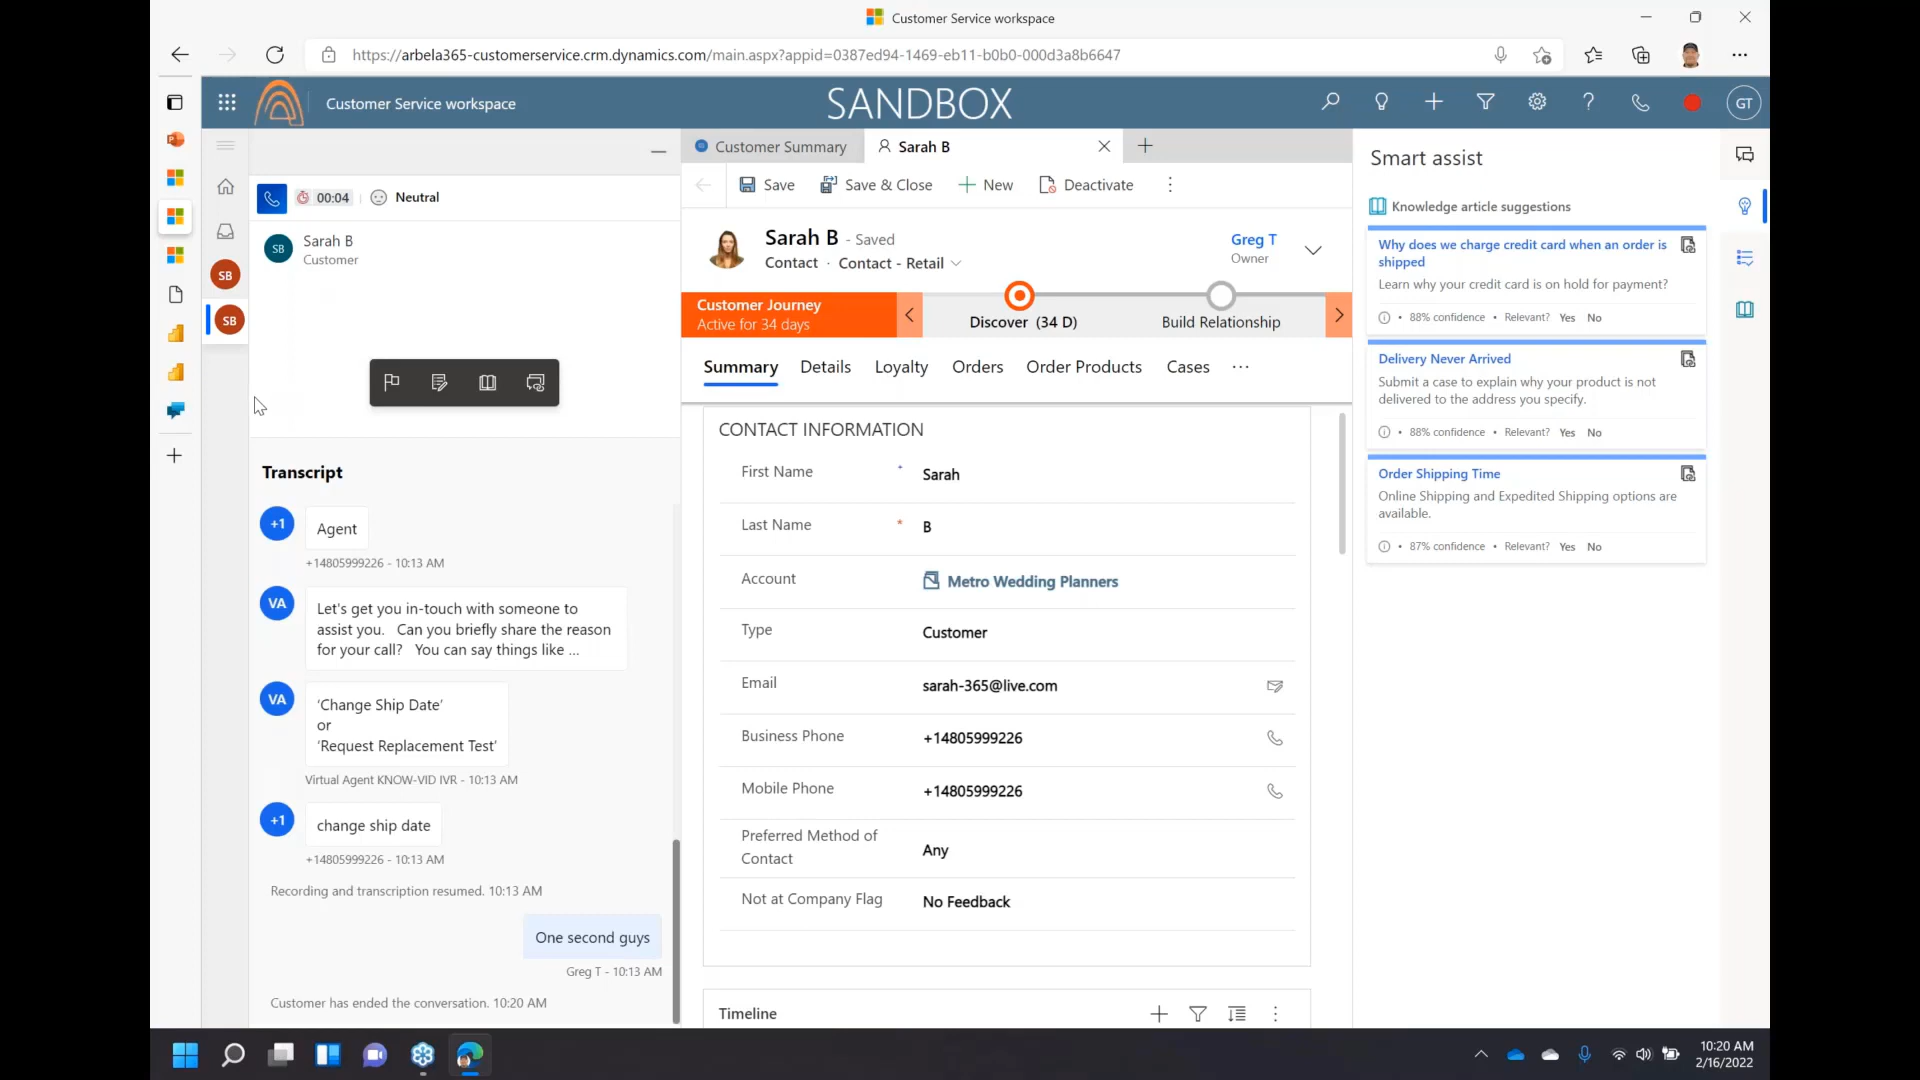 Customer Service workspace
https://arbela365-customerservice.crm.dynamics.com/main.aspx?appid=0387ed94-1469-eb11-b0b0-000d3a8b6647
Customer Service workspace
SANDBOX
GT
Customer Summary
Sarah B
Smart assist
Save
Save & Close
New
Deactivate
00:04
Neutral
SB
Sarah B
Customer
SB
SB
Sarah B - Saved
Contact · Contact - Retail
Greg T
Owner
Customer Journey
Active for 34 days
Discover (34 D)
Build Relationship
Summary
Details
Loyalty
Orders
Order Products
Cases
Knowledge article suggestions
Why does we charge credit card when an order is
shipped
Learn why your credit card is on hold for payment?
• 88% confidence • Relevant? Yes No
Delivery Never Arrived
Submit a case to explain why your product is not
delivered to the address you specify.
• 88% confidence • Relevant? Yes No
Order Shipping Time
Online Shipping and Expedited Shipping options are
available.
• 87% confidence • Relevant? Yes No
Transcript
+1
Agent
+14805999226 - 10:13 AM
VA
Let's get you in-touch with someone to
assist you. Can you briefly share the reason
for your call? You can say things like ...
VA
‘Change Ship Date’
or
‘Request Replacement Test’
Virtual Agent KNOW-VID IVR - 10:13 AM
+1
change ship date
+14805999226 - 10:13 AM
Recording and transcription resumed. 10:13 AM
One second guys
Greg T - 10:13 AM
Customer has ended the conversation. 10:20 AM
CONTACT INFORMATION
First Name * Sarah
Last Name * B
Account Metro Wedding Planners
Type Customer
Email sarah-365@live.com
Business Phone +14805999226
Mobile Phone +14805999226
Preferred Method of
Contact Any
Not at Company Flag No Feedback
Timeline
10:20 AM
2/16/2022